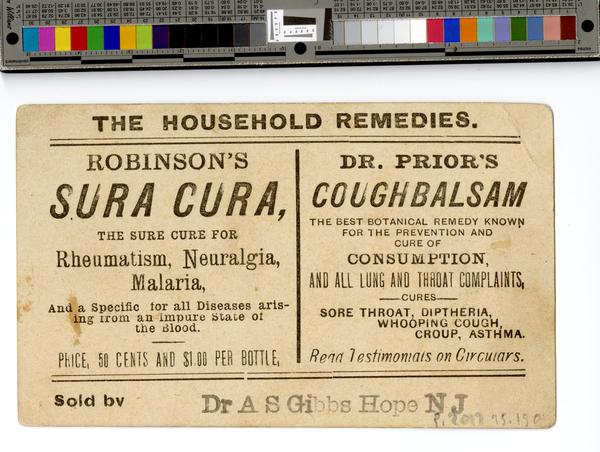 THE HOUSEHOLD REMEDIES.
ROBINSON'S
SURA CURA,
THE SURE CURE FOR
Rheumatism, Neuralgia,
Malaria,
And a Specific for all Diseases aris-
ing from an Impure State of
the Blood.
PRICE, 50 CENTS AND $1.00 PER BOTTLE,
DR. PRIOR'S
COUGHBALSAM
THE BEST BOTANICAL REMEDY KNOWN
FOR THE PREVENTION AND
CURE OF
CONSUMPTION,
AND ALL LUNG AND THROAT COMPLAINTS,
CURES
SORE THROAT, DIPTHERIA,
WHOOPING COUGH,
CROUP, ASTHMA.
Read Testimonials on Circulars.
Sold by Dr A S Gibbs Hope N J